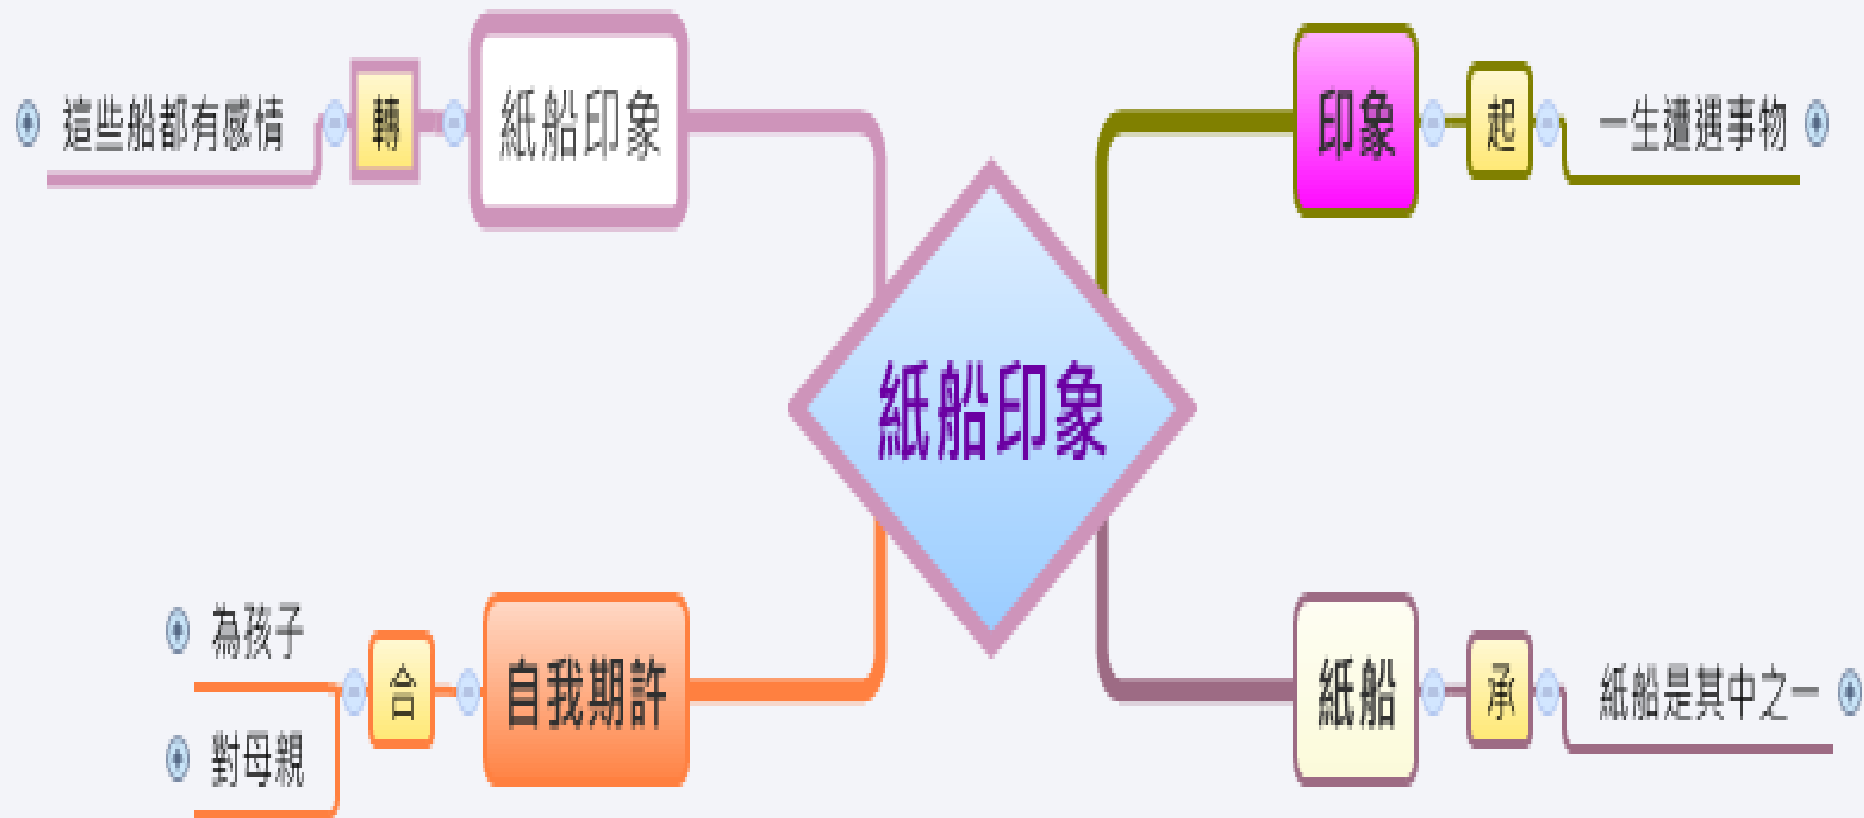 紙船印象
印象
起
一生遭遇事物
紙船
承
紙船是其中之一
紙船印象
轉
這些船都有感情
自我期許
合
為孩子
對母親